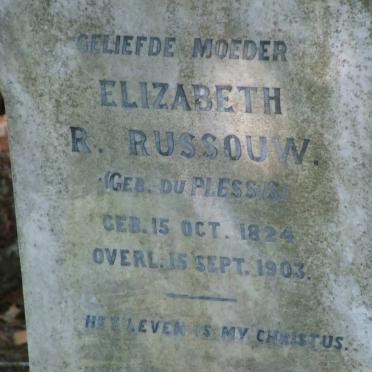 GELIEFDE MOEDER
ELIZABETH
R. RUSSOUW.
(GEB. DU PLESSIS)
GEB. 15 OCT. 1824
OVERL. 15 SEPT. 1903.
HET LEVEN IS MY CHRISTUS.